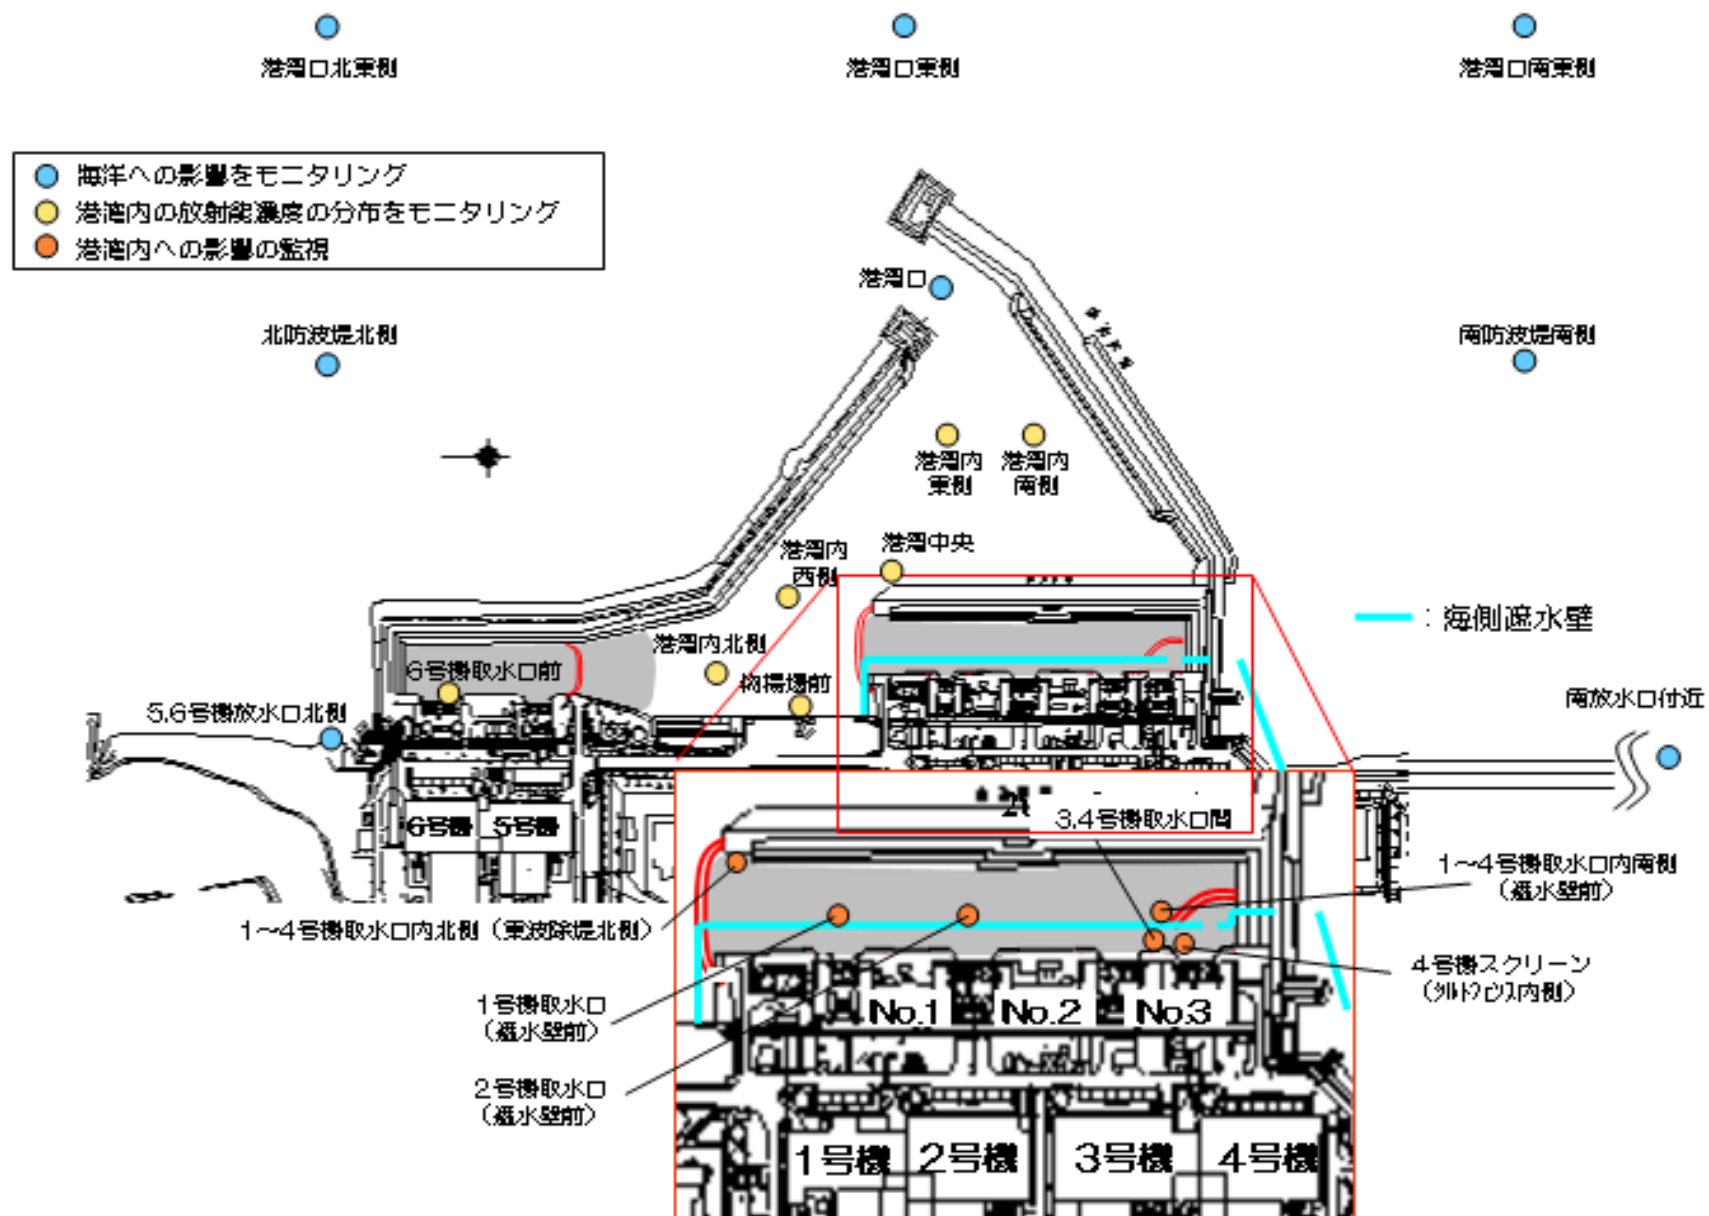 港湾口北東側
港湾口東側
港湾口南東側
海洋への影響をモニタリング
港湾内の放射能濃度の分布をモニタリング
港湾内への影響の監視
港湾口
北防波堤北側
南防波堤南側
港湾内
東側
港湾内
南側
港湾中央
港湾内
西側
：海側遮水壁
港湾内北側
6号機取水口前
物揚場前
5,6号機放水口北側
南放水口付近
6号機
5号機
3,4号機取水口間
1～4号機取水口内南側
（遮水壁前）
1～4号機取水口内北側（東波除堤北側）
4号機スクリーン
（シルトフェンス内側）
1号機取水口
（遮水壁前）
No.1
No.2
No.3
2号機取水口
（遮水壁前）
1号機
2号機
3号機
4号機